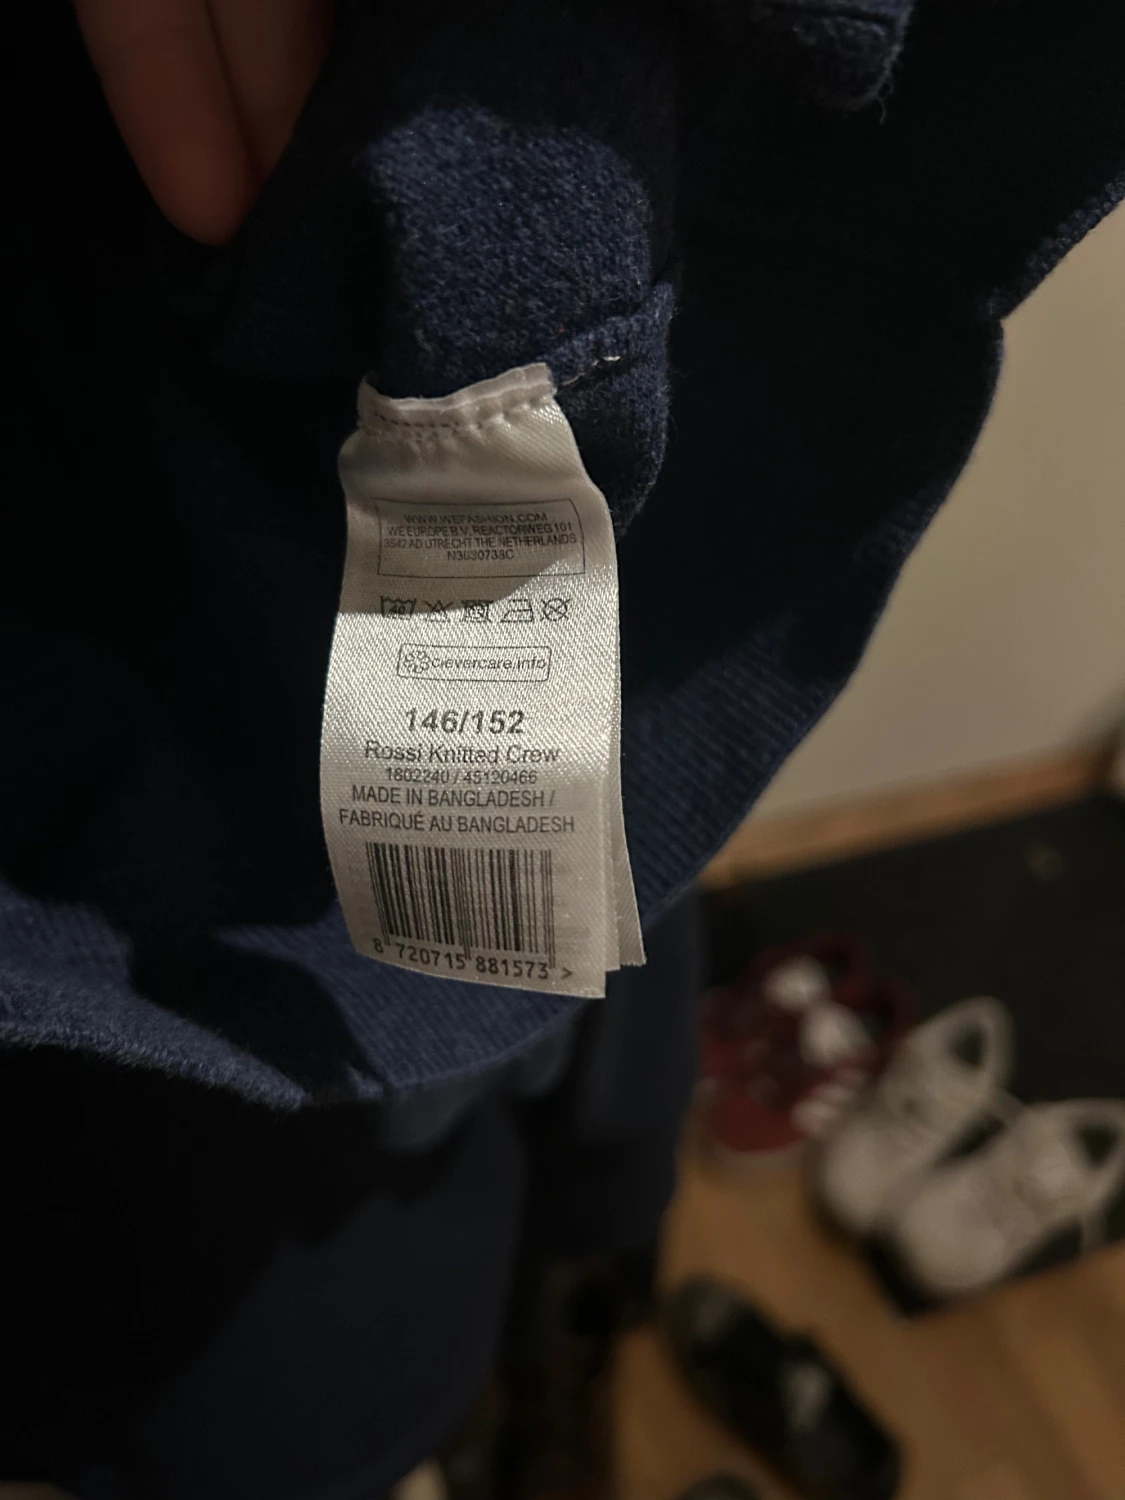 WWW.WEFASHION.COM
WE EUROPE B.V. REACTORWEG 101
3542 AD UTRECHT THE NETHERLANDS
40
clevercare.info
146/152
Rossi Knitted Crew
1802240 / 45120466
MADE IN BANGLADESH /
FABRIQUÉ AU BANGLADESH
8 720715 881573 >